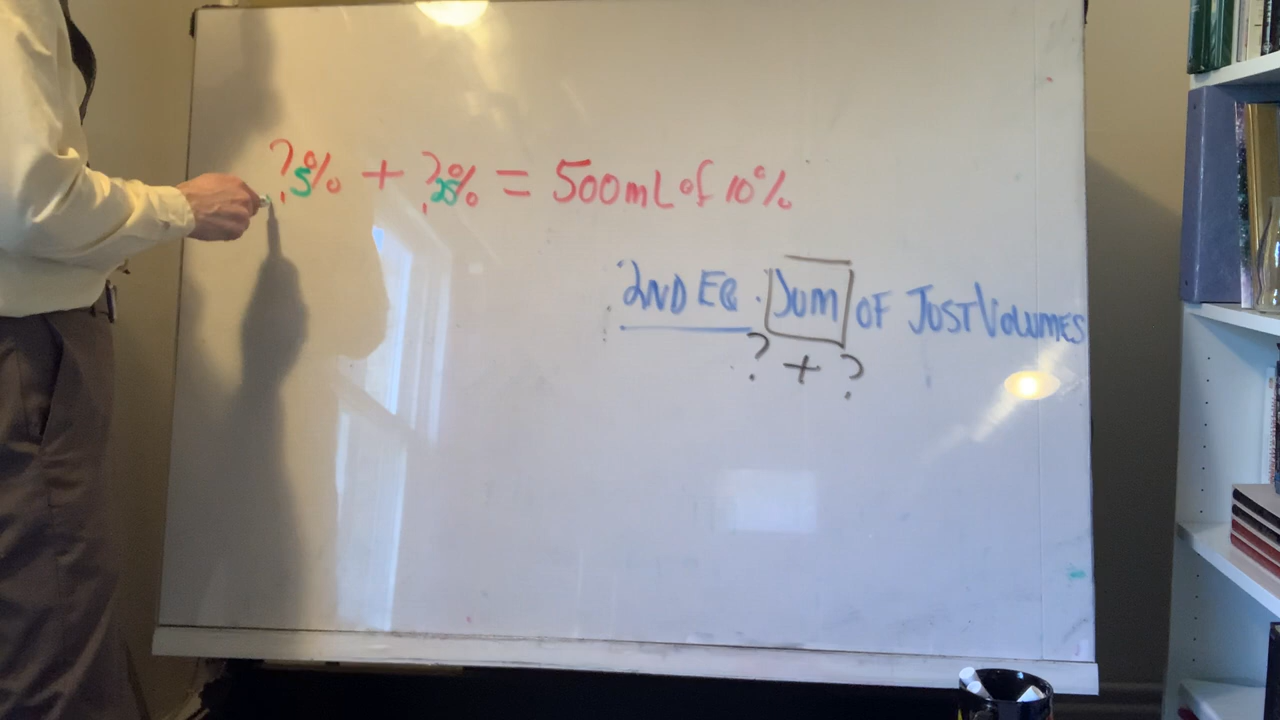 ? 5% + ? 25% = 500mL of 10%
2ND EQ. SUM OF JUST VOLUMES
? + ?